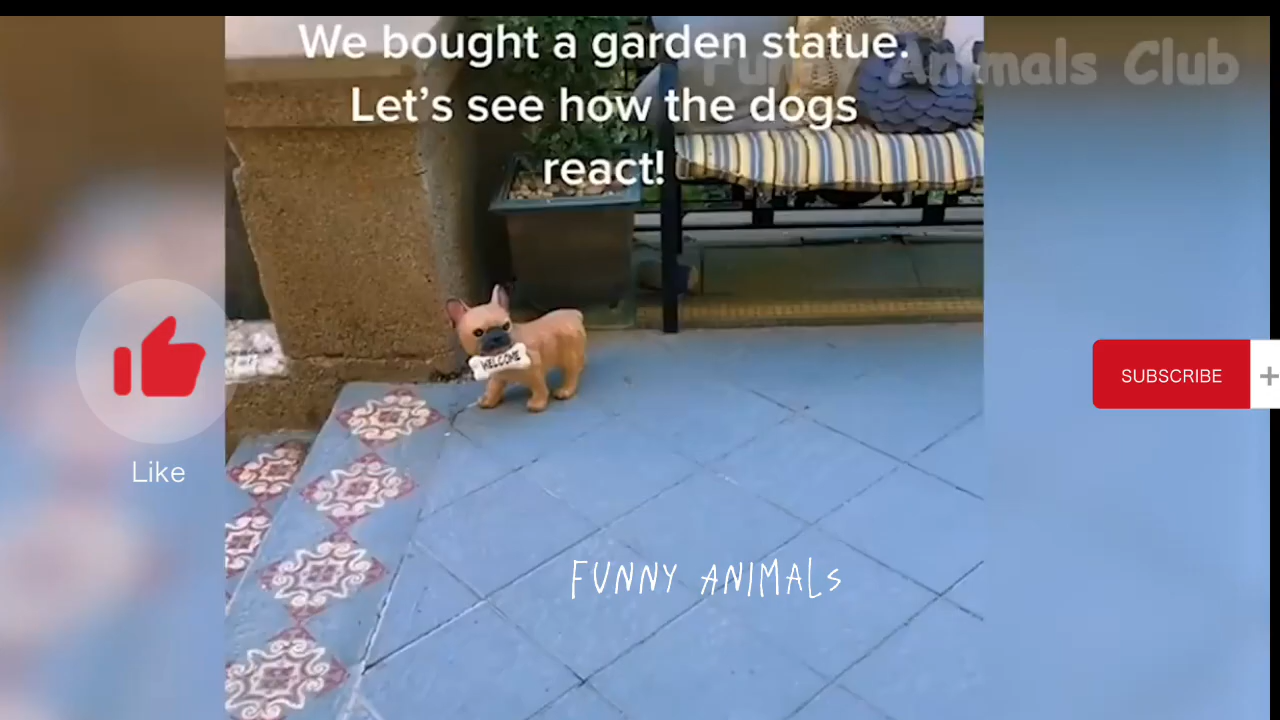 We bought a garden statue.
Let’s see how the dogs
react!
Funny Animals Club
WELCOME
Like
SUBSCRIBE
FUNNY ANIMALs